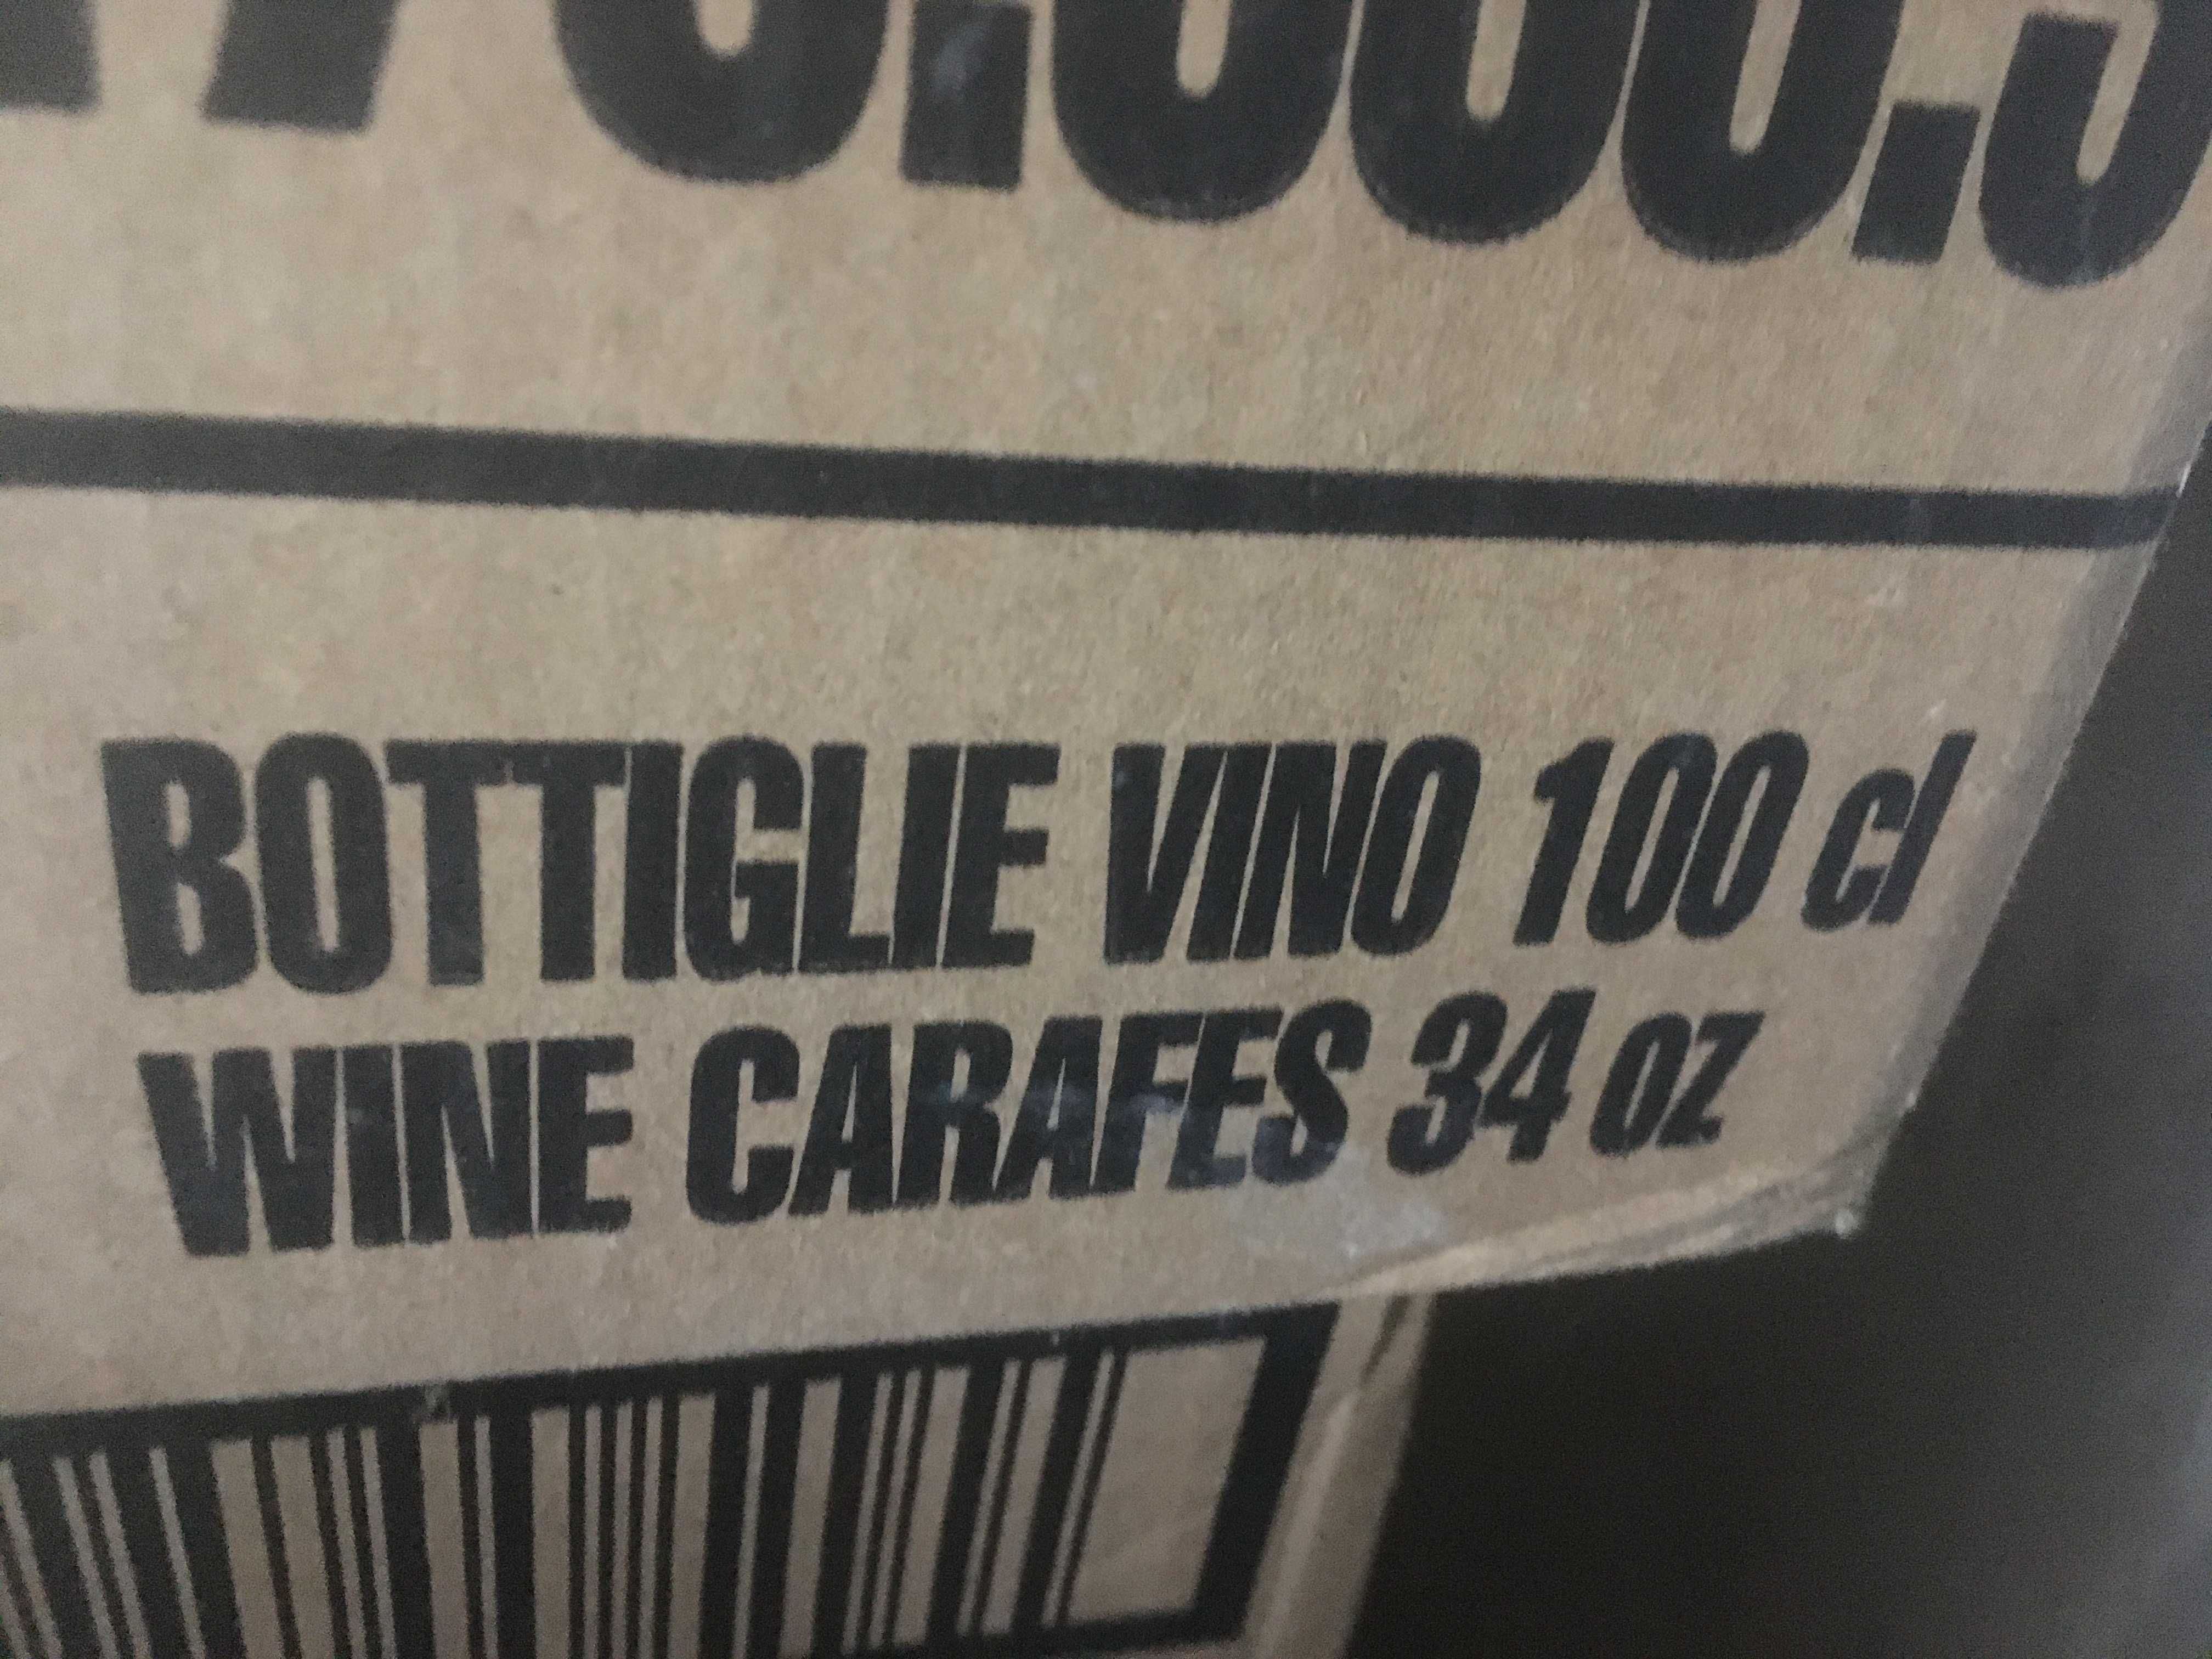 BOTTIGLIE VINO 100 cl
WINE CARAFES 34 oz